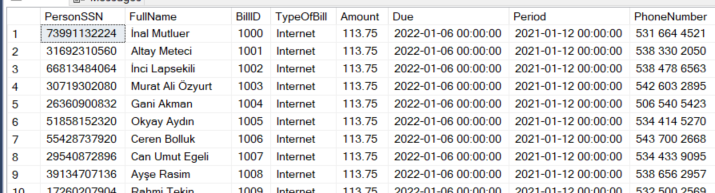 PersonSSN FullName BillID TypeOfBill Amount Due Period PhoneNumber
1 73991132224 İnal Mutluer 1000 Internet 113.75 2022-01-06 00:00:00 2021-01-12 00:00:00 531 664 4521
2 31692310560 Altay Meteci 1001 Internet 113.75 2022-01-06 00:00:00 2021-01-12 00:00:00 538 330 2050
3 66813484064 İnci Lapsekili 1002 Internet 113.75 2022-01-06 00:00:00 2021-01-12 00:00:00 538 478 6563
4 30719302080 Murat Ali Özyurt 1003 Internet 113.75 2022-01-06 00:00:00 2021-01-12 00:00:00 542 603 2895
5 26360900832 Gani Akman 1004 Internet 113.75 2022-01-06 00:00:00 2021-01-12 00:00:00 506 540 5423
6 51858152320 Okyay Aydın 1005 Internet 113.75 2022-01-06 00:00:00 2021-01-12 00:00:00 534 414 5270
7 55428737920 Ceren Bolluk 1006 Internet 113.75 2022-01-06 00:00:00 2021-01-12 00:00:00 543 700 2668
8 29540872896 Can Umut Egeli 1007 Internet 113.75 2022-01-06 00:00:00 2021-01-12 00:00:00 534 433 9095
9 39134707136 Ayşe Rasim 1008 Internet 113.75 2022-01-06 00:00:00 2021-01-12 00:00:00 538 656 2957
10 17260207904 Rahmi Tekin 1009 Internet 113.75 2022-01-06 00:00:00 2021-01-12 00:00:00 532 500 2569